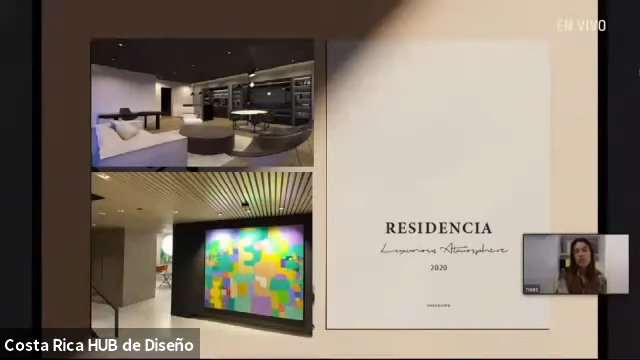 EN VIVO
RESIDENCIA
Luxurious Atmosphere
2020
Costa Rica HUB de Diseño